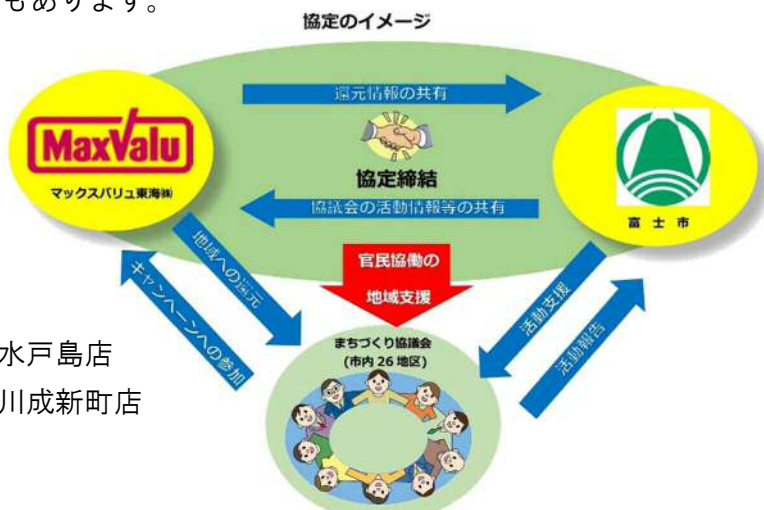 もあります。
協定のイメージ
還元情報の共有
MaxValu
マックスバリュ東海㈱
協定締結
協議会の活動情報等の共有
富士市
官民協働の
地域支援
地域への還元
キャンペーンへの参加
活動支援
活動報告
まちづくり協議会
(市内 26 地区)
水戸島店
川成新町店